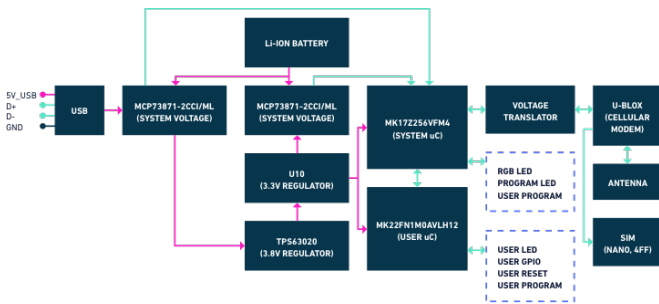 Li-ION BATTERY
5V_USB
D+
D-
GND
USB
MCP73871-2CCI/ML
(SYSTEM VOLTAGE)
MCP73871-2CCI/ML
(SYSTEM VOLTAGE)
MK17Z256VFM4
(SYSTEM uC)
VOLTAGE
TRANSLATOR
U-BLOX
(CELLULAR
MODEM)
U10
(3.3V REGULATOR)
RGB LED
PROGRAM LED
USER PROGRAM
ANTENNA
MK22FN1M0AVLH12
(USER uC)
TPS63020
(3.8V REGULATOR)
USER LED
USER GPIO
USER RESET
USER PROGRAM
SIM
(NANO, 4FF)